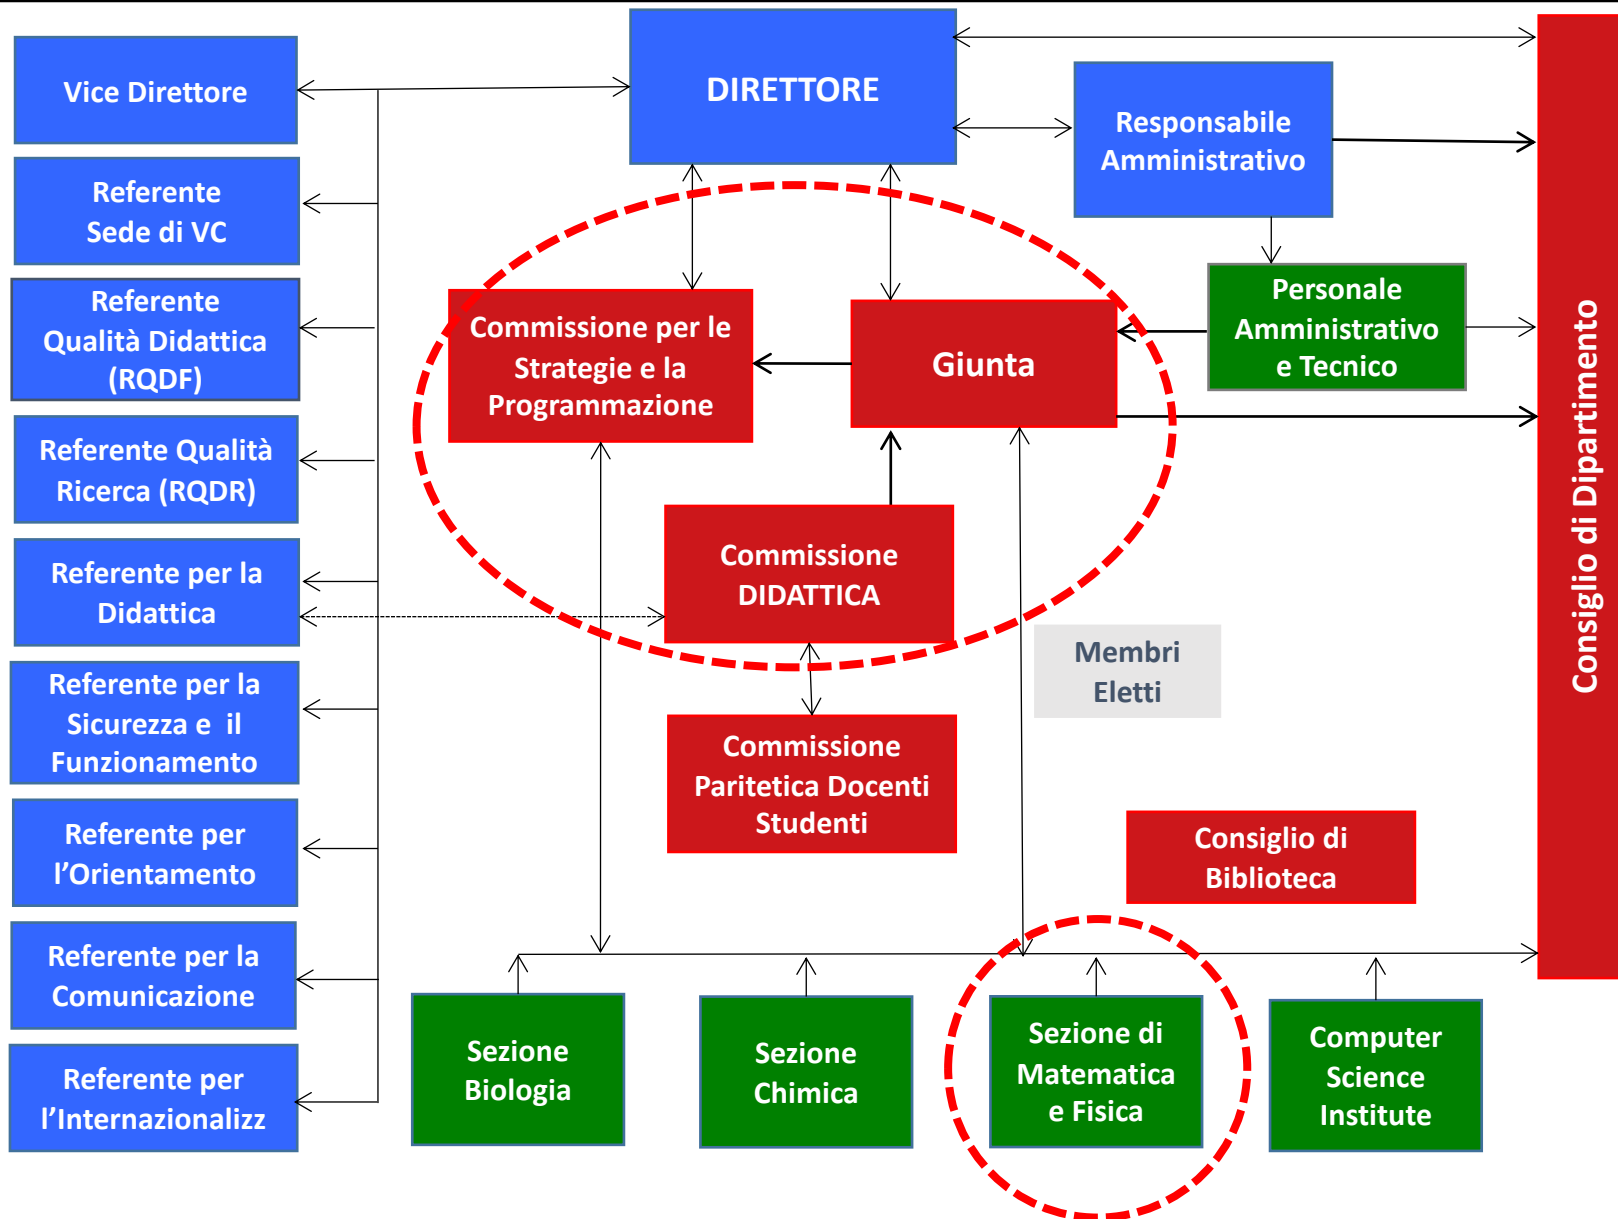 Vice Direttore
DIRETTORE
Responsabile
Amministrativo
Referente
Sede di VC
Referente
Qualità Didattica
(RQDF)
Referente Qualità
Ricerca (RQDR)
Referente per la
Didattica
Referente per la
Sicurezza e  il
Funzionamento
Referente per
l’Orientamento
Referente per la
Comunicazione
Referente per
l’Internazionalizz
Commissione per le
Strategie e la
Programmazione
Giunta
Personale
Amministrativo
e Tecnico
Commissione
DIDATTICA
Membri
Eletti
Commissione
Paritetica Docenti
Studenti
Consiglio di
Biblioteca
Sezione
Biologia
Sezione
Chimica
Sezione di
Matematica
e Fisica
Computer
Science
Institute
Consiglio di Dipartimento